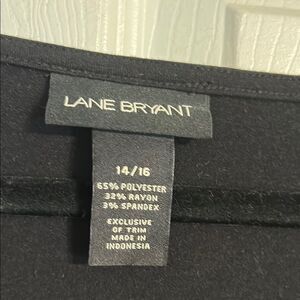 LANE BRYANT
14/16
65% POLYESTER
32% RAYON
3% SPANDEX
EXCLUSIVE
OF TRIM
MADE IN
INDONESIA